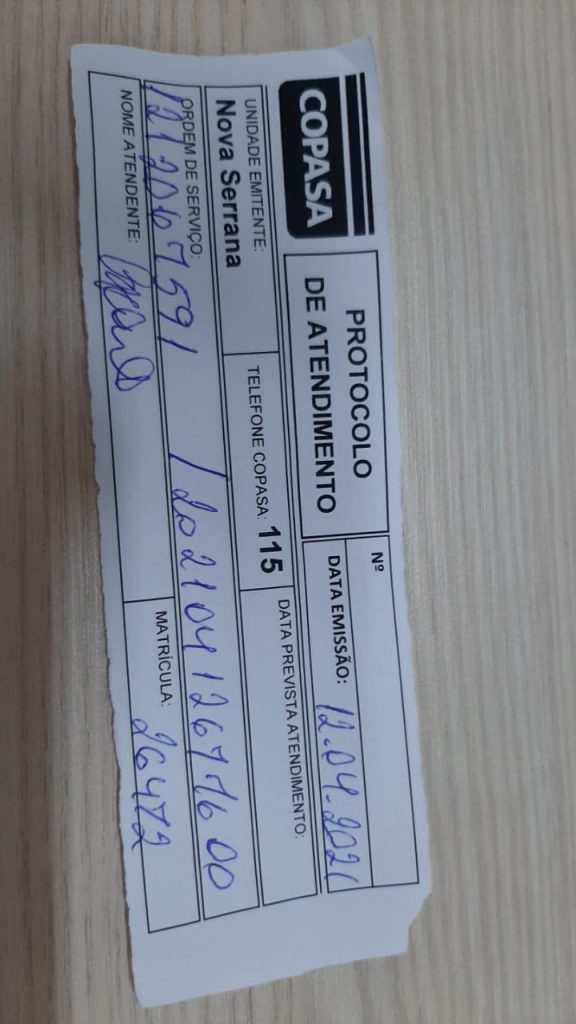 COPASA
PROTOCOLO
DE ATENDIMENTO
Nº
DATA EMISSÃO: 12.04.2021
UNIDADE EMITENTE:
Nova Serrana
TELEFONE COPASA: 115
DATA PREVISTA ATENDIMENTO:
ORDEM DE SERVIÇO:
1212067591 / 20210412677600
NOME ATENDENTE:
MATRÍCULA: 26472